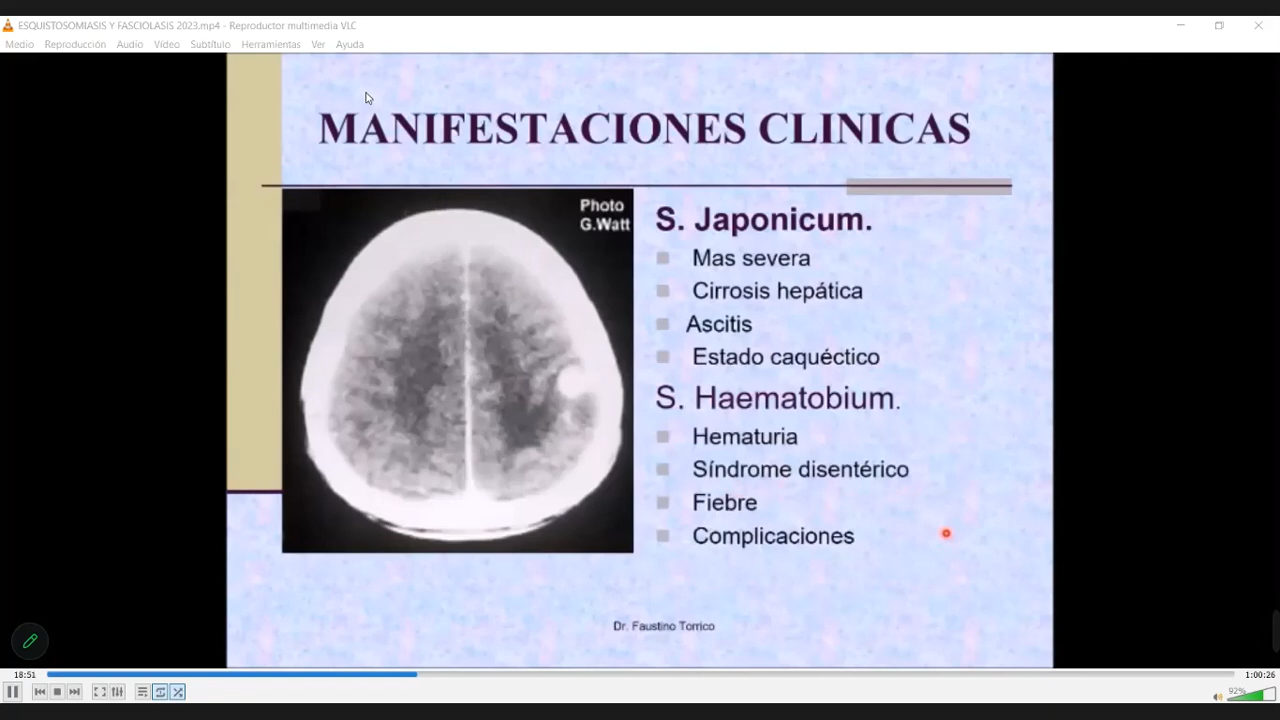 ESQUISTOSOMIASIS Y FASCIOLASIS 2023.mp4 - Reproductor multimedia VLC
Medio Reproducción Audio Vídeo Subtítulo Herramientas Ver Ayuda
MANIFESTACIONES CLINICAS
Photo
G.Watt
S. Japonicum.
Mas severa
Cirrosis hepática
Ascitis
Estado caquéctico
S. Haematobium.
Hematuria
Síndrome disentérico
Fiebre
Complicaciones
Dr. Faustino Torrico
18:51 1:00:26
92%